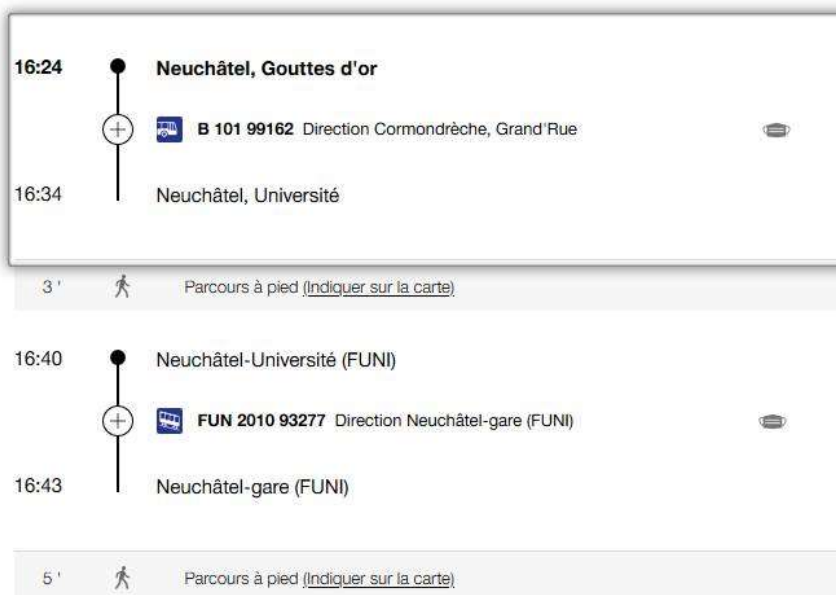 16:24 Neuchâtel, Gouttes d'or
B 101 99162 Direction Cormondrèche, Grand'Rue
16:34 Neuchâtel, Université
3 ' Parcours à pied (Indiquer sur la carte)
16:40 Neuchâtel-Université (FUNI)
FUN 2010 93277 Direction Neuchâtel-gare (FUNI)
16:43 Neuchâtel-gare (FUNI)
5 ' Parcours à pied (Indiquer sur la carte)